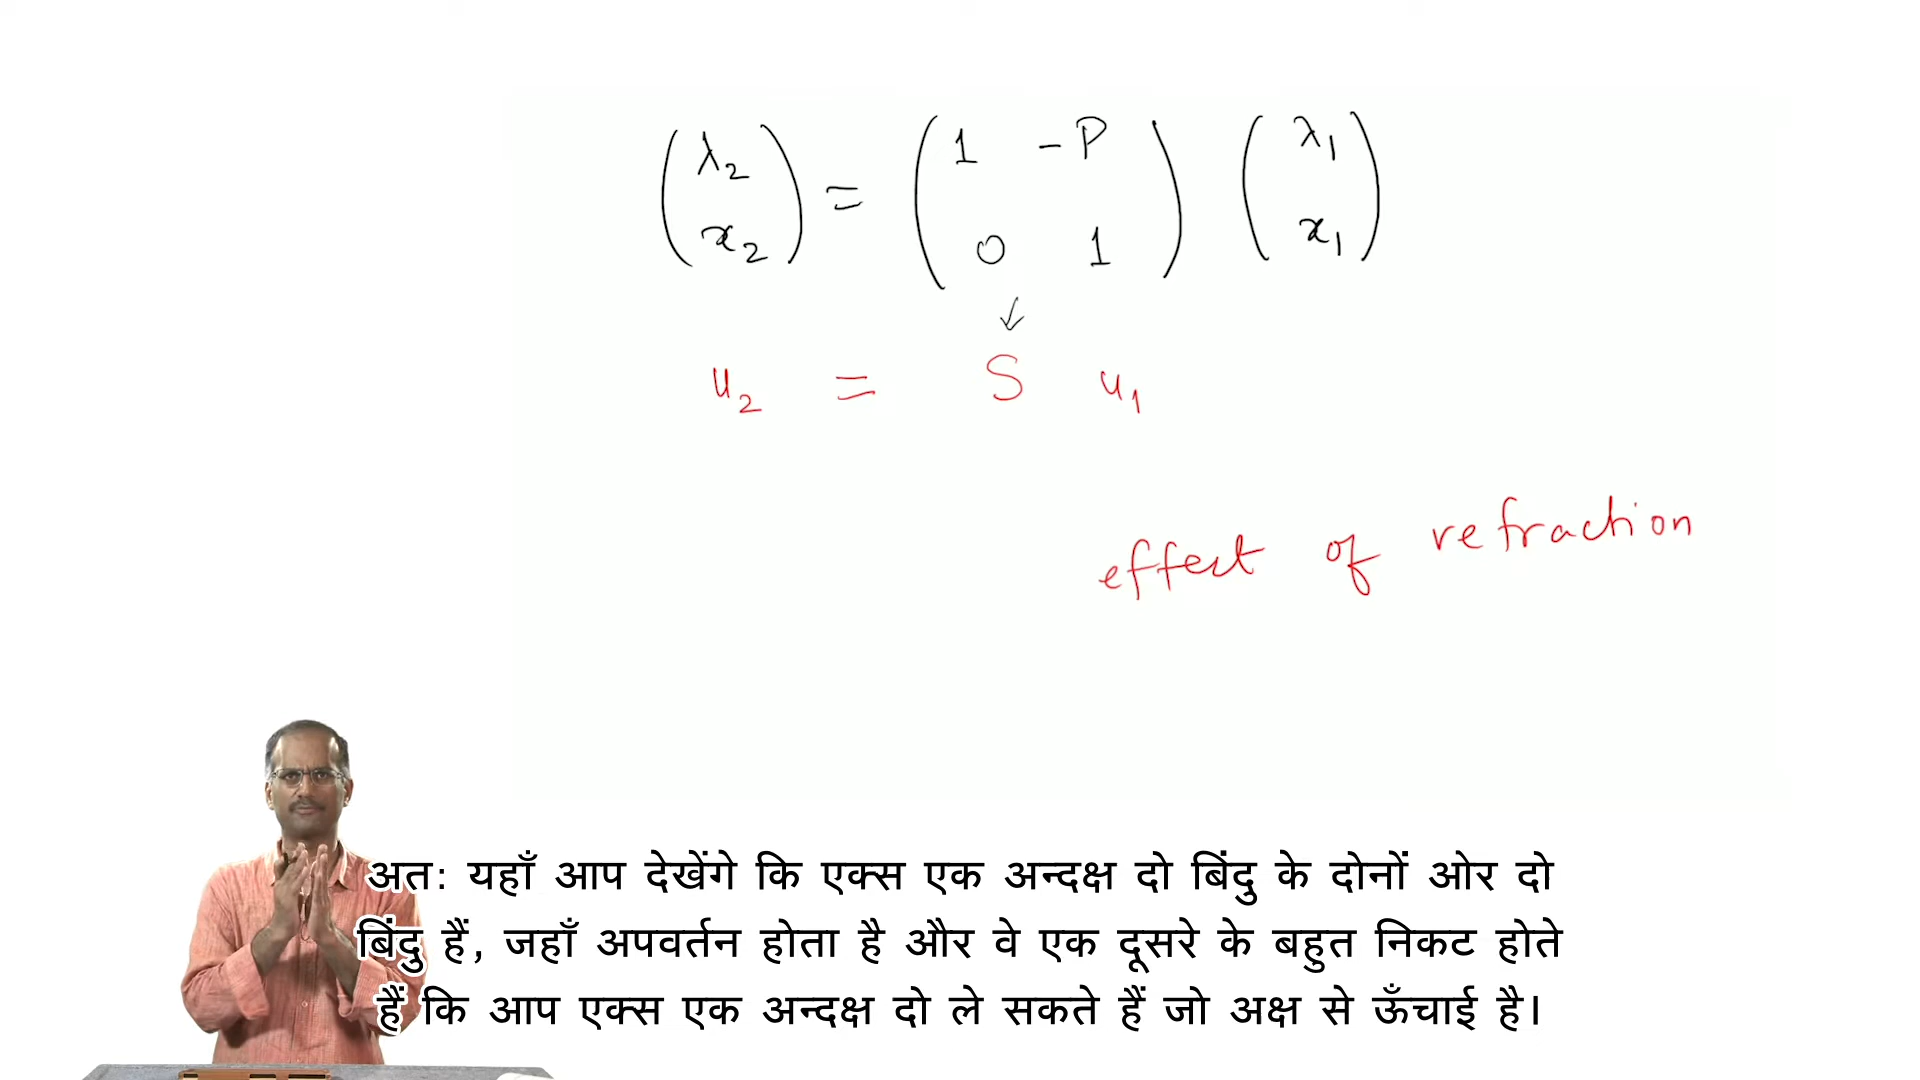 (λ₂ x₂) = (1 -P 0 1) (λ₁ x₁)
↓
u₂ = S u₁
effect of refraction
अतः यहाँ आप देखेंगे कि एक्स एक अन्दक्ष दो बिंदु के दोनों ओर दो
बिंदु हैं, जहाँ अपवर्तन होता है और वे एक दूसरे के बहुत निकट होते
हैं कि आप एक्स एक अन्दक्ष दो ले सकते हैं जो अक्ष से ऊँचाई है।